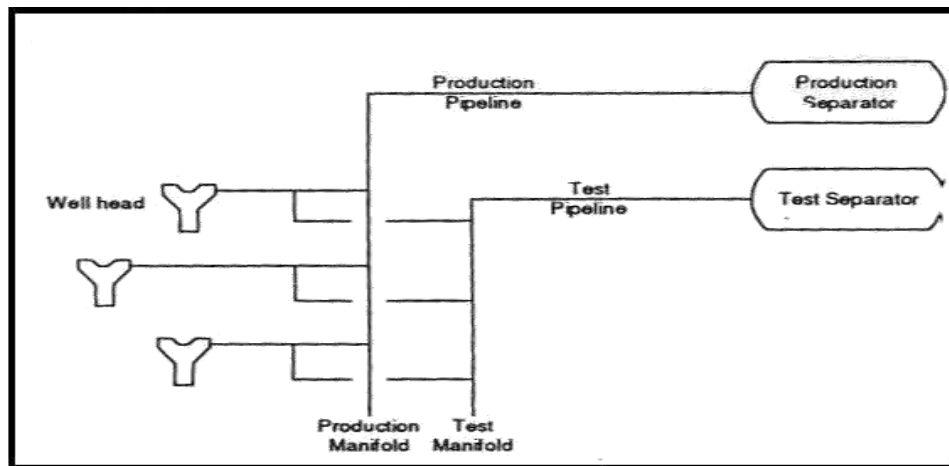 Production
Pipeline
Production
Separator
Well head
Test
Pipeline
Test Separator
Production
Manifold
Test
Manifold